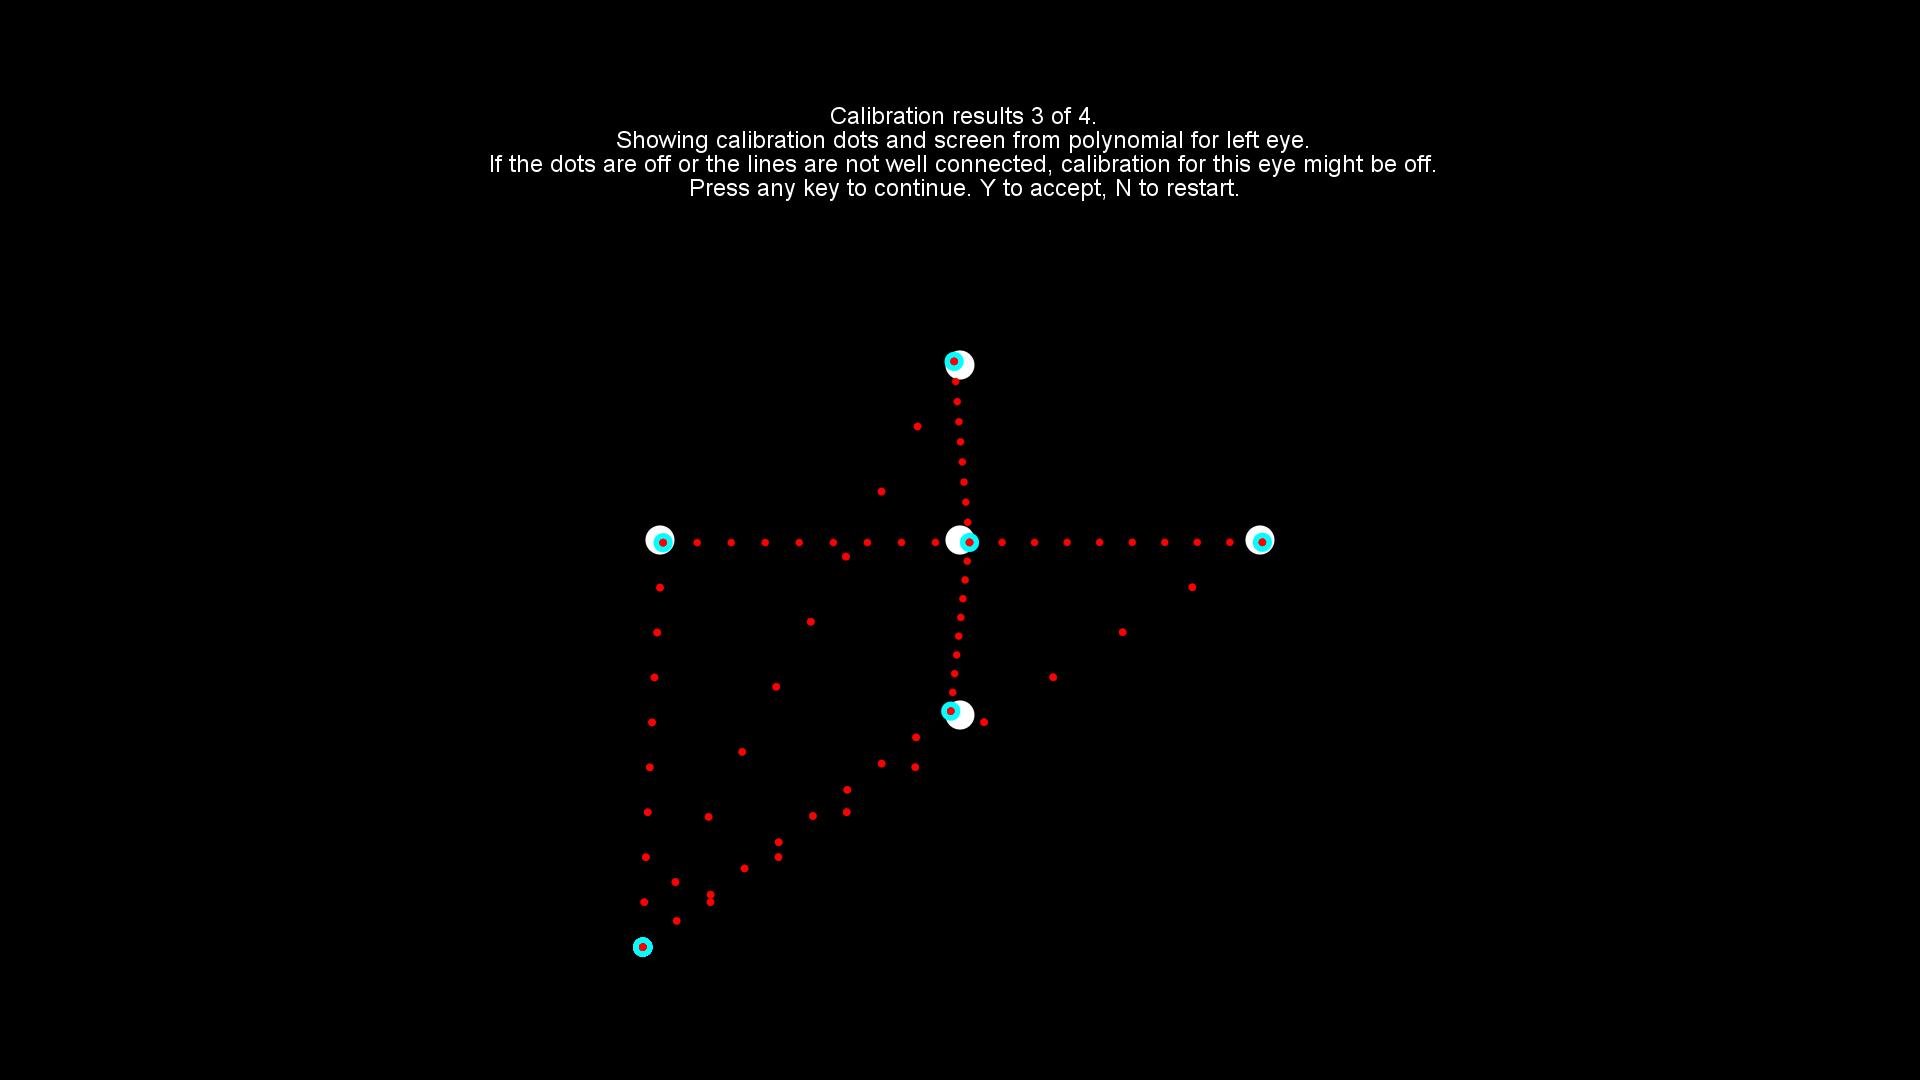 Calibration results 3 of 4.
Showing calibration dots and screen from polynomial for left eye.
If the dots are off or the lines are not well connected, calibration for this eye might be off.
Press any key to continue. Y to accept, N to restart.